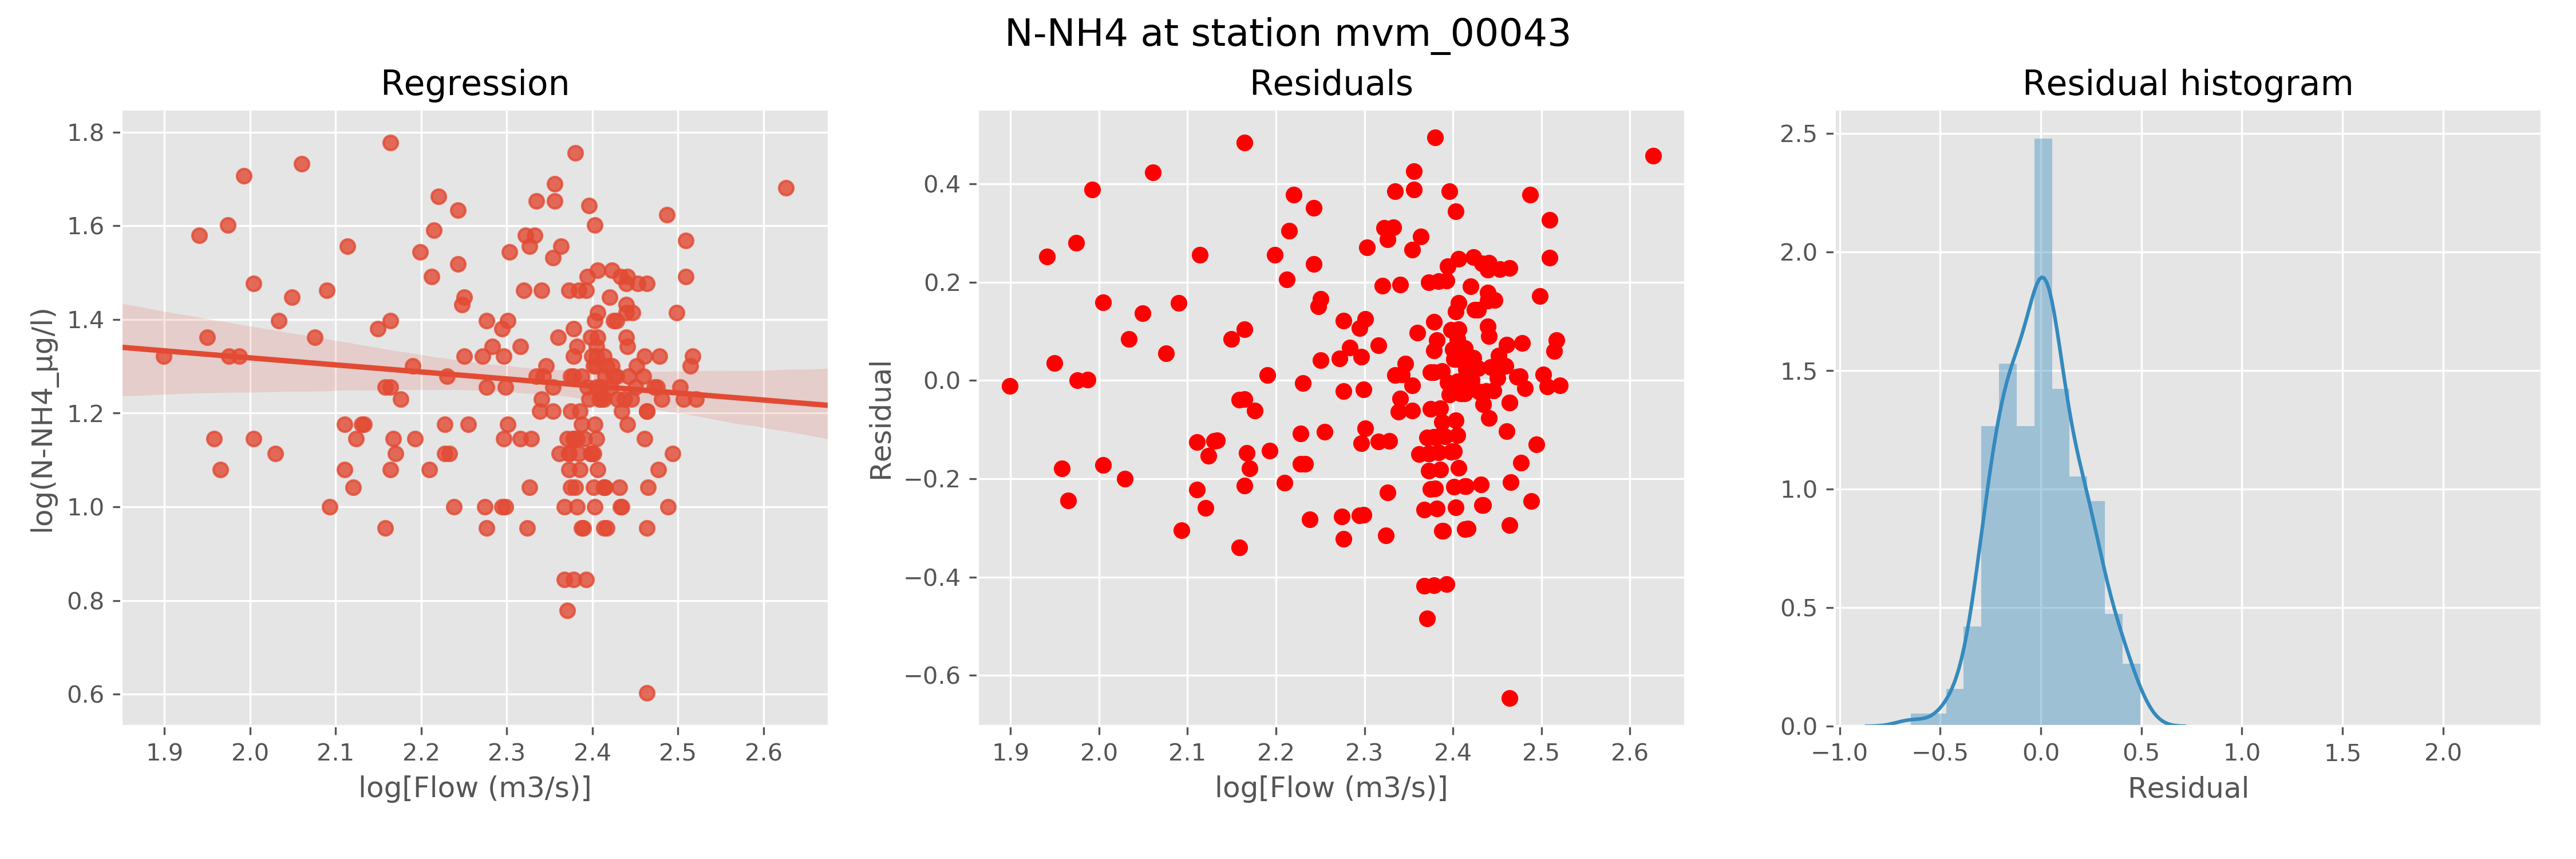 N-NH4 at station mvm_00043
Regression
1.8
1.6
1.4
1.2
1.0
0.8
0.6
log(N-NH4_µg/l)
1.9 2.0 2.1 2.2 2.3 2.4 2.5 2.6
log[Flow (m3/s)]
Residuals
0.4
0.2
0.0
−0.2
−0.4
−0.6
Residual
1.9 2.0 2.1 2.2 2.3 2.4 2.5 2.6
log[Flow (m3/s)]
Residual histogram
2.5
2.0
1.5
1.0
0.5
0.0
−1.0 −0.5 0.0 0.5 1.0 1.5 2.0
Residual